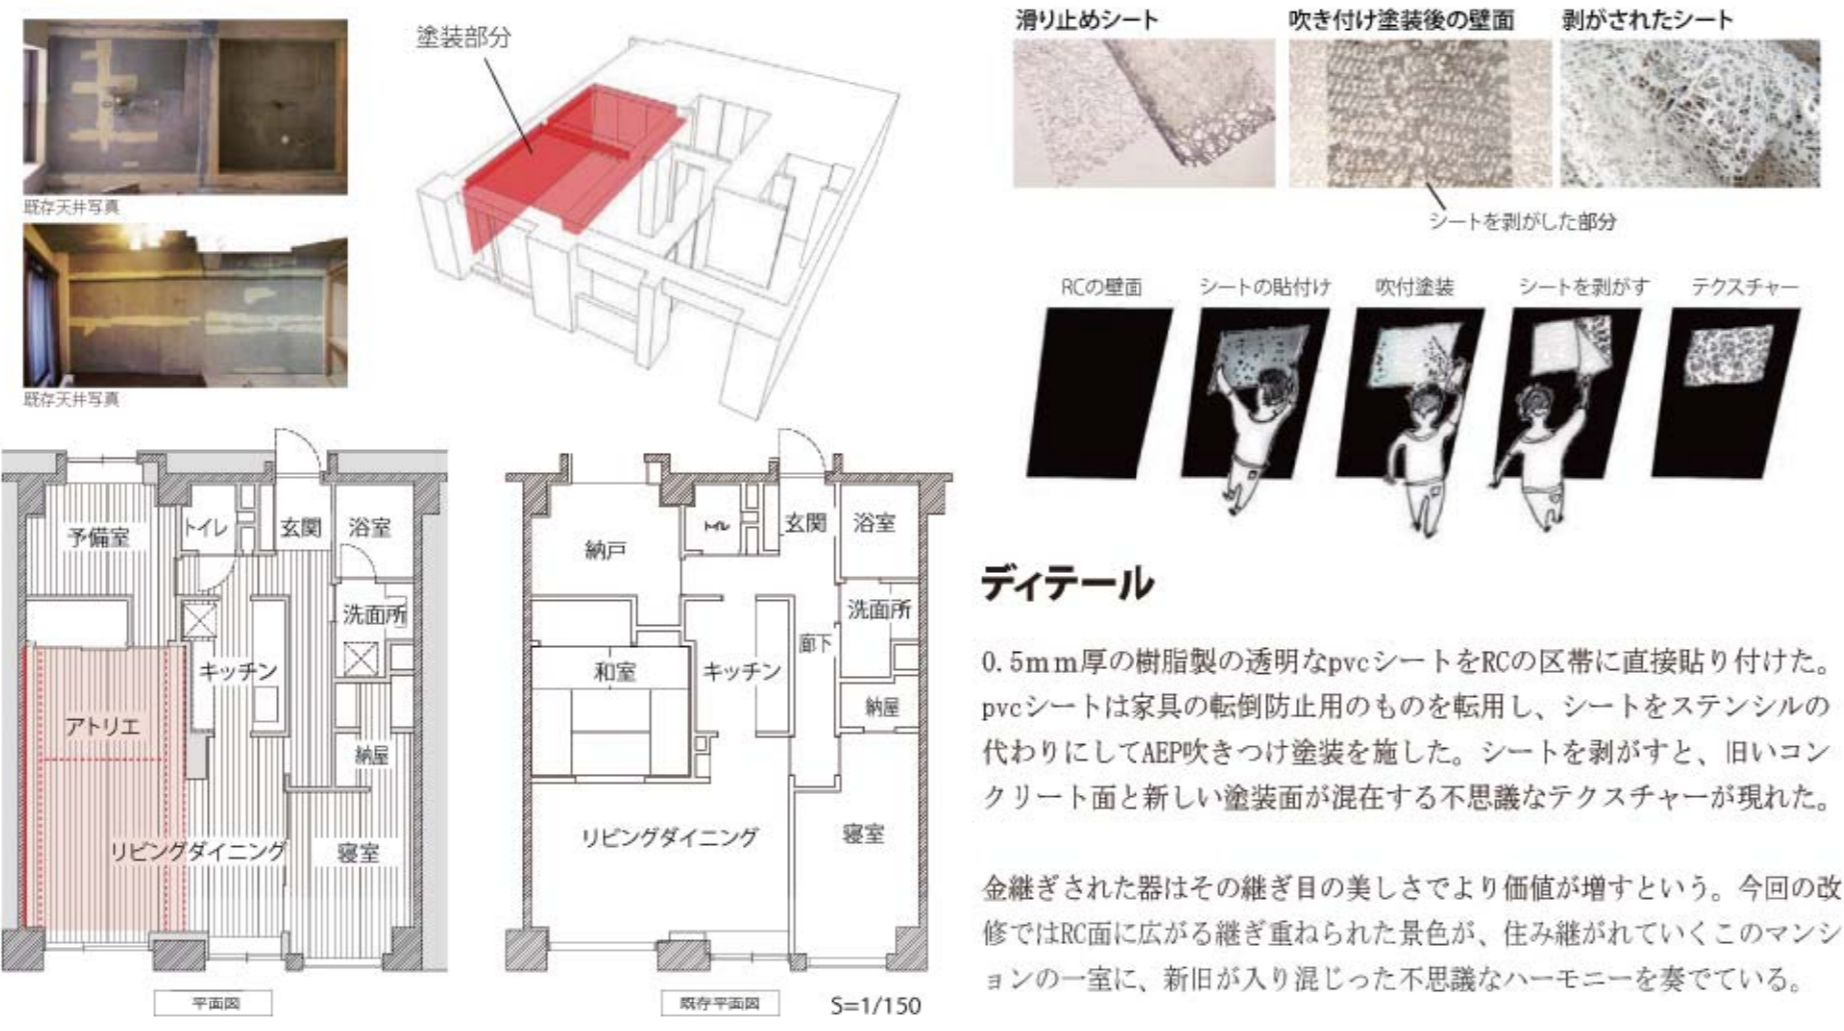 塗装部分
既存天井写真
既存天井写真
滑り止めシート
吹き付け塗装後の壁面
剥がされたシート
シートを剥がした部分
RCの壁面
シートの貼付け
吹付塗装
シートを剥がす
テクスチャー
予備室
トイレ
玄関
浴室
洗面所
キッチン
アトリエ
納屋
リビングダイニング
寝室
平面図
納戸
トイレ
玄関
浴室
洗面所
廊下
和室
キッチン
納屋
リビングダイニング
寝室
既存平面図
S=1/150
ディテール
0.5mm厚の樹脂製の透明なpvcシートをRCの区帯に直接貼り付けた。
pvcシートは家具の転倒防止用のものを転用し、シートをステンシルの
代わりにしてAEP吹きつけ塗装を施した。シートを剥がすと、旧いコン
クリート面と新しい塗装面が混在する不思議なテクスチャーが現れた。
金継ぎされた器はその継ぎ目の美しさでより価値が増すという。今回の改
修ではRC面に広がる継ぎ重ねられた景色が、住み継がれていくこのマンシ
ョンの一室に、新旧が入り混じった不思議なハーモニーを奏でている。